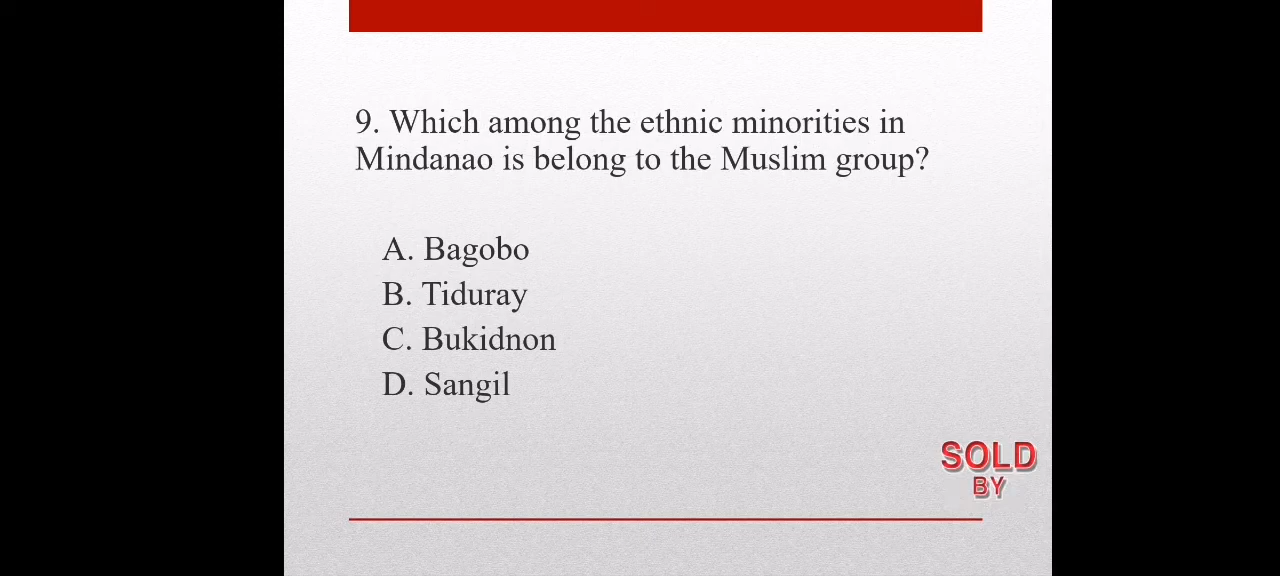 9. Which among the ethnic minorities in
Mindanao is belong to the Muslim group?
A. Bagobo
B. Tiduray
C. Bukidnon
D. Sangil
SOLD
BY